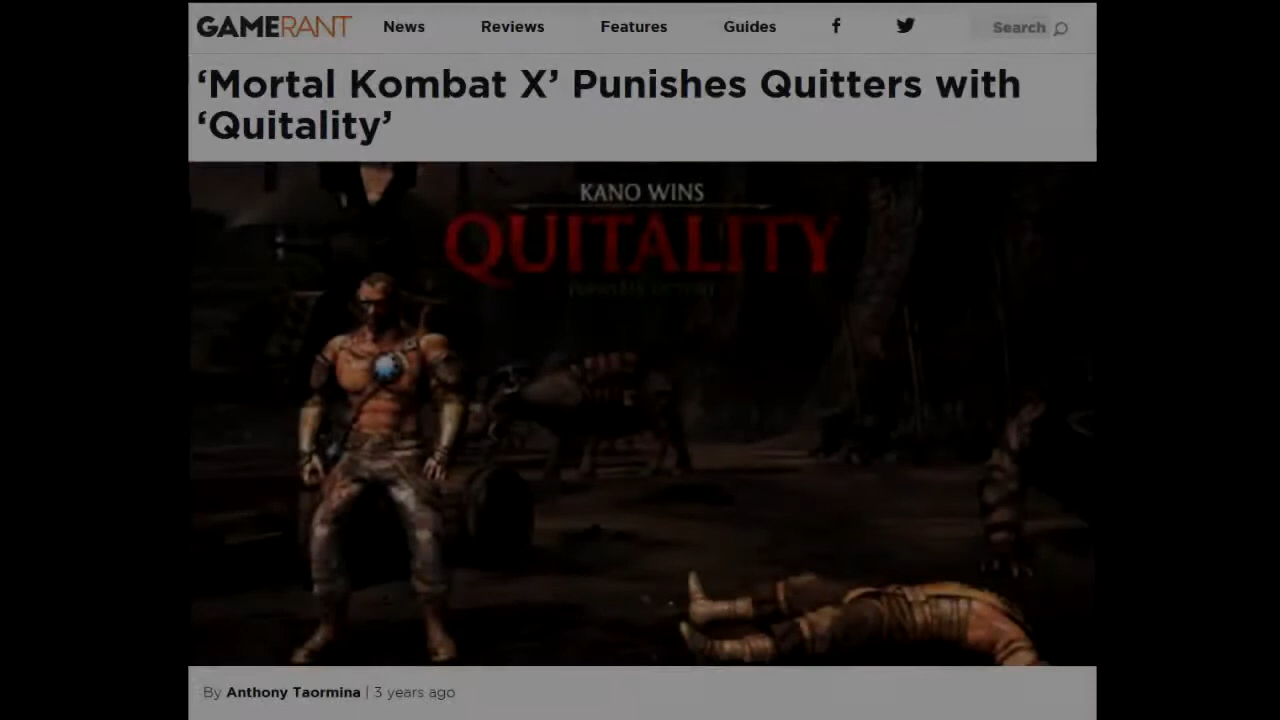 GAMERANT News Reviews Features Guides Search
‘Mortal Kombat X’ Punishes Quitters with
‘Quitality’
KANO WINS
QUITALITY
By Anthony Taormina | 3 years ago